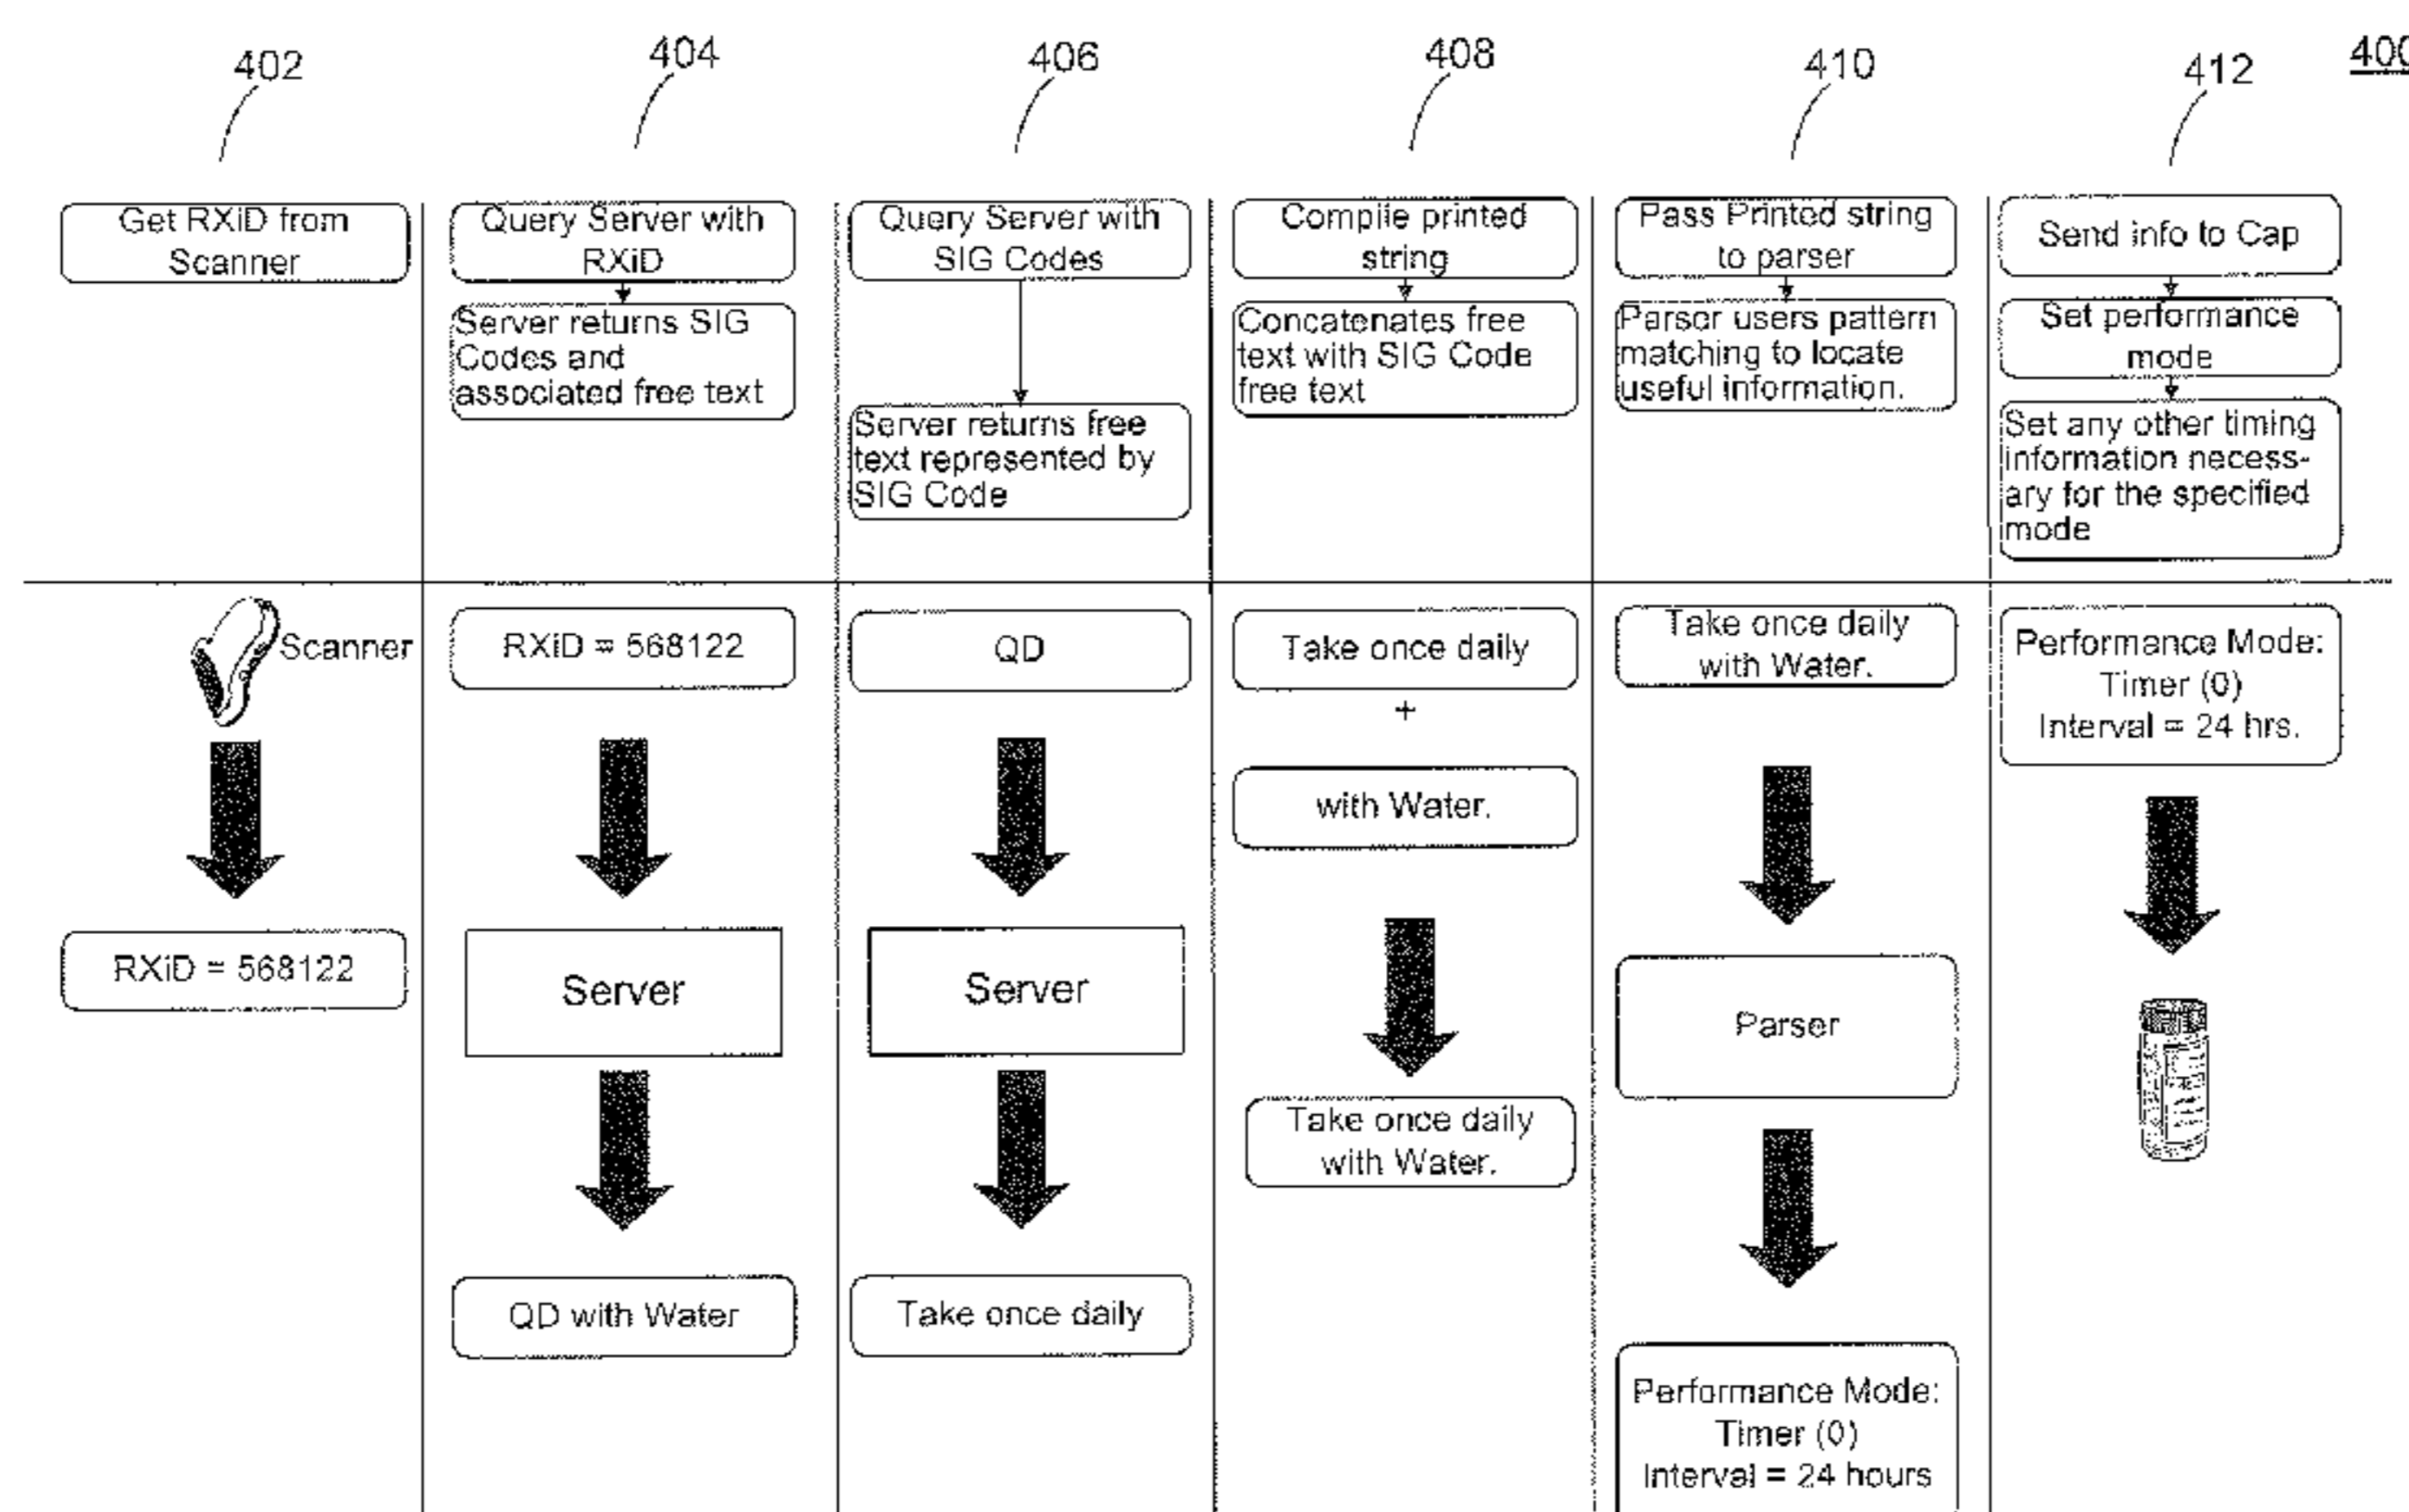 402
404
406
408
410
412
400
Get RXiD from
Scanner
Query Server with
RXiD
Server returns SIG
Codes and
associated free text
Query Server with
SIG Codes
Server returns free
text represented by
SIG Code
Compile printed
string
Concatenates free
text with SIG Code
free text
Pass Printed string
to parser
Parsor users pattern
matching to locate
useful information.
Send info to Cap
Set performance
mode
Set any other timing
information necess-
ary for the specified
mode
Scanner
RXiD = 568122
RXiD = 568122
Server
QD with Water
QD
Server
Take once daily
Take once daily
+
with Water.
Take once daily
with Water.
Take once daily
with Water.
Parser
Performance Mode:
Timer (0)
Interval = 24 hours
Performance Mode:
Timer (0)
Interval = 24 hrs.